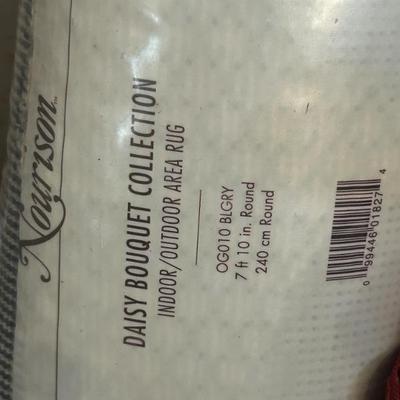 Nourison
DAISY BOUQUET COLLECTION
INDOOR/OUTDOOR AREA RUG
OG010 BLGRY
7 ft 10 in. Round
240 cm Round
0 99446 01827 4